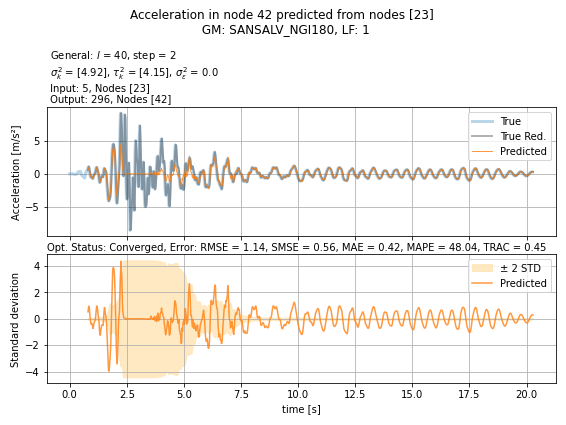 Acceleration in node 42 predicted from nodes [23]
GM: SANSALV_NGI180, LF: 1
General: l = 40, step = 2
σ²ₖ = [4.92], τ²ₖ = [4.15], σ²ε = 0.0
Input: 5, Nodes [23]
Output: 296, Nodes [42]
Acceleration [m/s²]
5
0
−5
True
True Red.
Predicted
Opt. Status: Converged, Error: RMSE = 1.14, SMSE = 0.56, MAE = 0.42, MAPE = 48.04, TRAC = 0.45
Standard deviation
4
2
0
−2
−4
± 2 STD
Predicted
0.0 2.5 5.0 7.5 10.0 12.5 15.0 17.5 20.0
time [s]